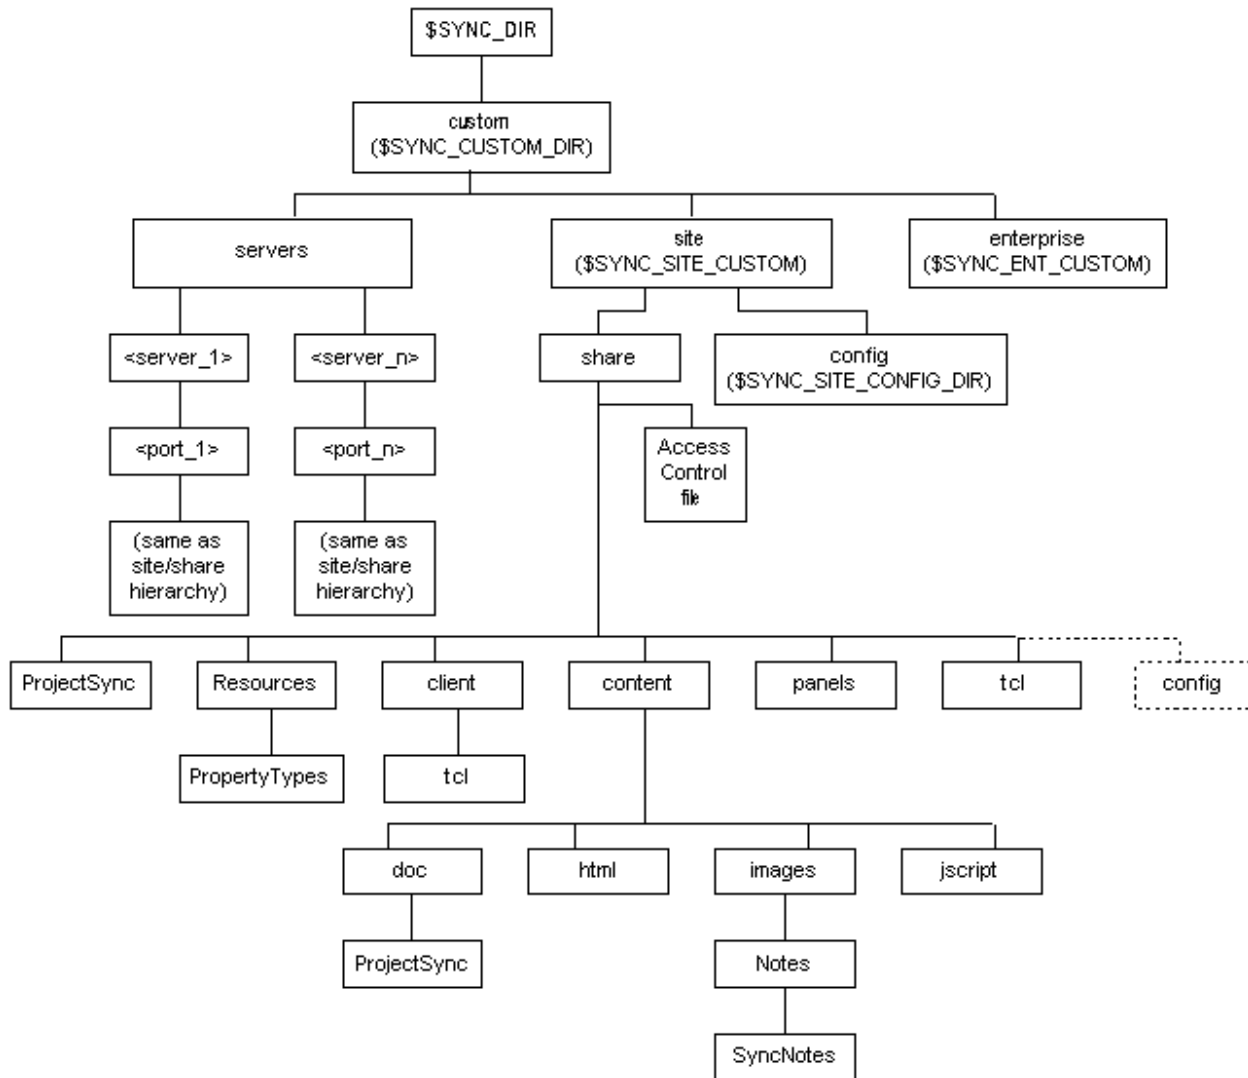 $SYNC_DIR
custom
($SYNC_CUSTOM_DIR)
servers
site
($SYNC_SITE_CUSTOM)
enterprise
($SYNC_ENT_CUSTOM)
<server_1>
<server_n>
share
config
($SYNC_SITE_CONFIG_DIR)
<port_1>
<port_n>
Access
Control
file
(same as
site/share
hierarchy)
(same as
site/share
hierarchy)
ProjectSync
Resources
client
content
panels
tcl
config
PropertyTypes
tcl
doc
html
images
jscript
ProjectSync
Notes
SyncNotes